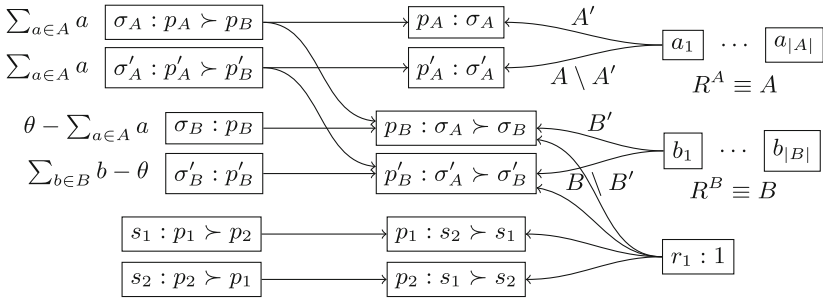 ∑_{a∈A} a σ_A : p_A ≻ p_B p_A : σ_A A′ a_1 ⋯ a_{|A|}
∑_{a∈A} a σ′_A : p′_A ≻ p′_B p′_A : σ′_A A \ A′ R^A ≡ A
θ − ∑_{a∈A} a σ_B : p_B p_B : σ_A ≻ σ_B B′ b_1 ⋯ b_{|B|}
∑_{b∈B} b − θ σ′_B : p′_B p′_B : σ′_A ≻ σ′_B B \ B′ R^B ≡ B
s_1 : p_1 ≻ p_2 p_1 : s_2 ≻ s_1 r_1 : 1
s_2 : p_2 ≻ p_1 p_2 : s_1 ≻ s_2